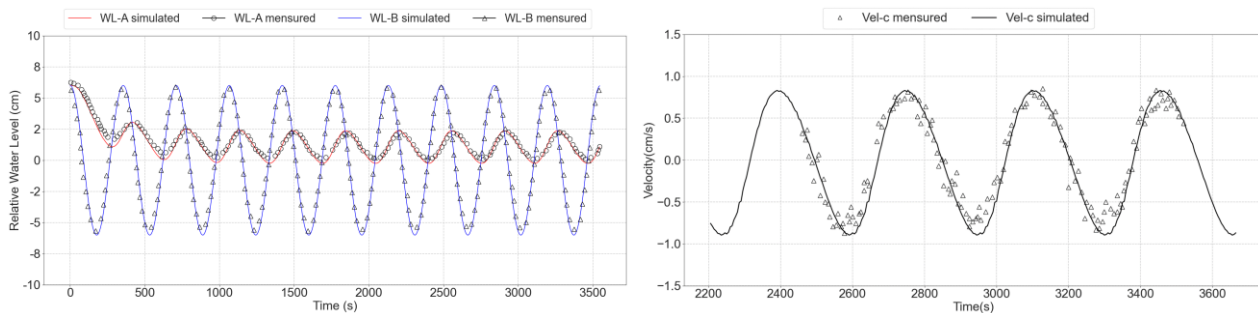 WL-A simulated WL-A mensured WL-B simulated WL-B mensured
Relative Water Level (cm)
10
8
5
2
0
-2
-5
-8
-10
0 500 1000 1500 2000 2500 3000 3500
Time (s)
Vel-c mensured Vel-c simulated
Velocity(cm/s)
1.5
1.0
0.5
0.0
−0.5
−1.0
−1.5
2200 2400 2600 2800 3000 3200 3400 3600
Time(s)